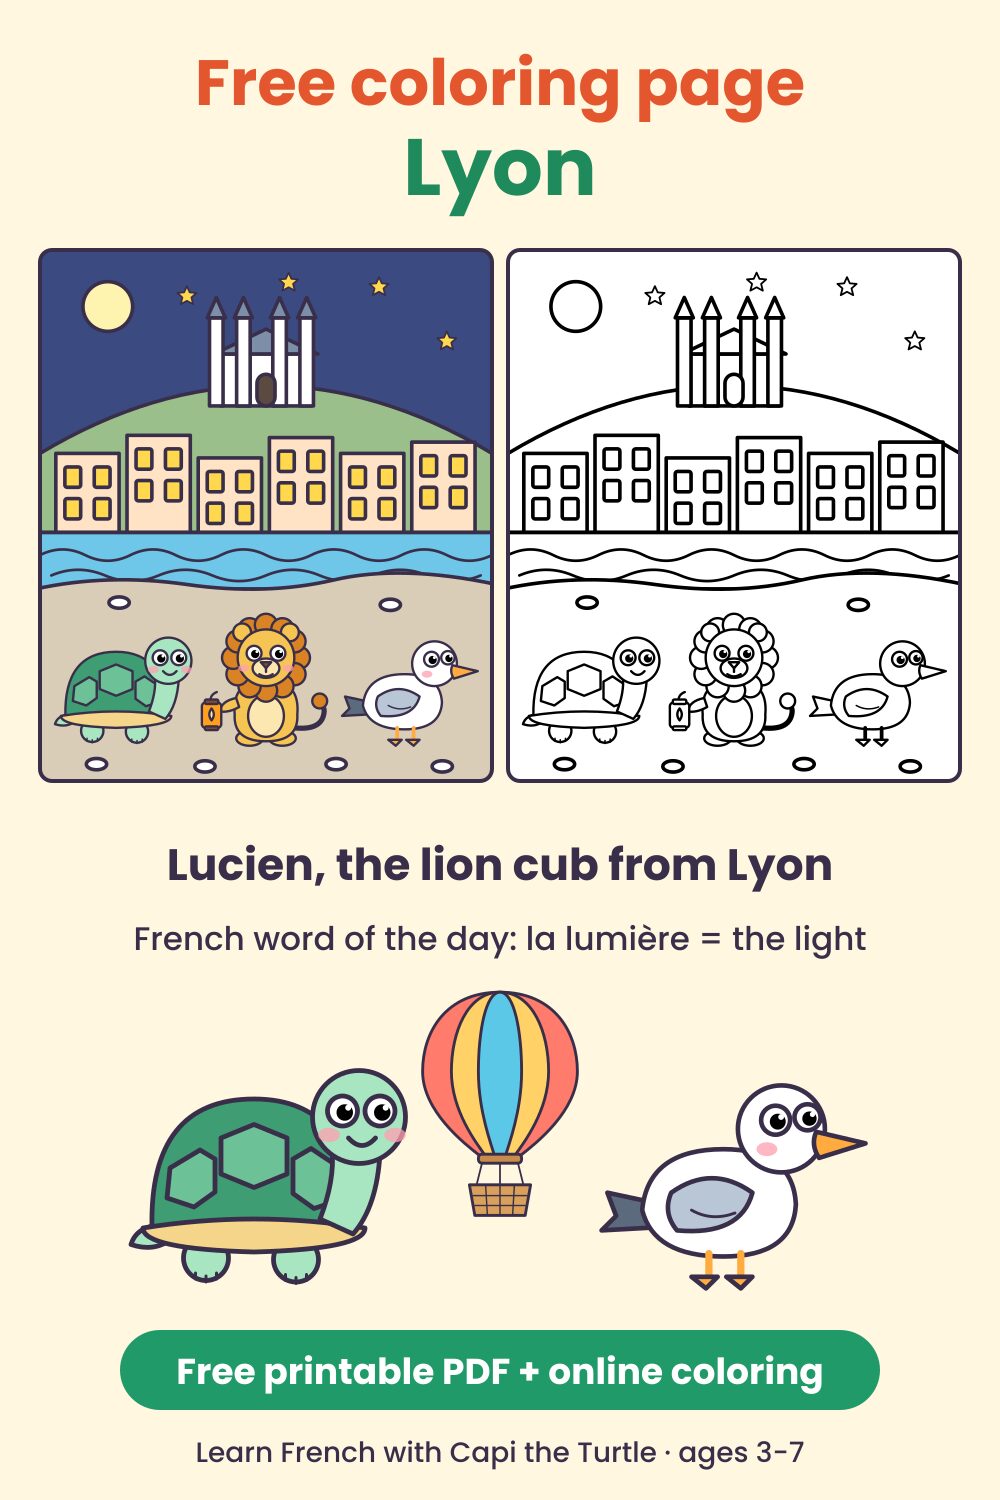 Free coloring page
Lyon
Lucien, the lion cub from Lyon
French word of the day: la lumière = the light
Free printable PDF + online coloring
Learn French with Capi the Turtle · ages 3-7